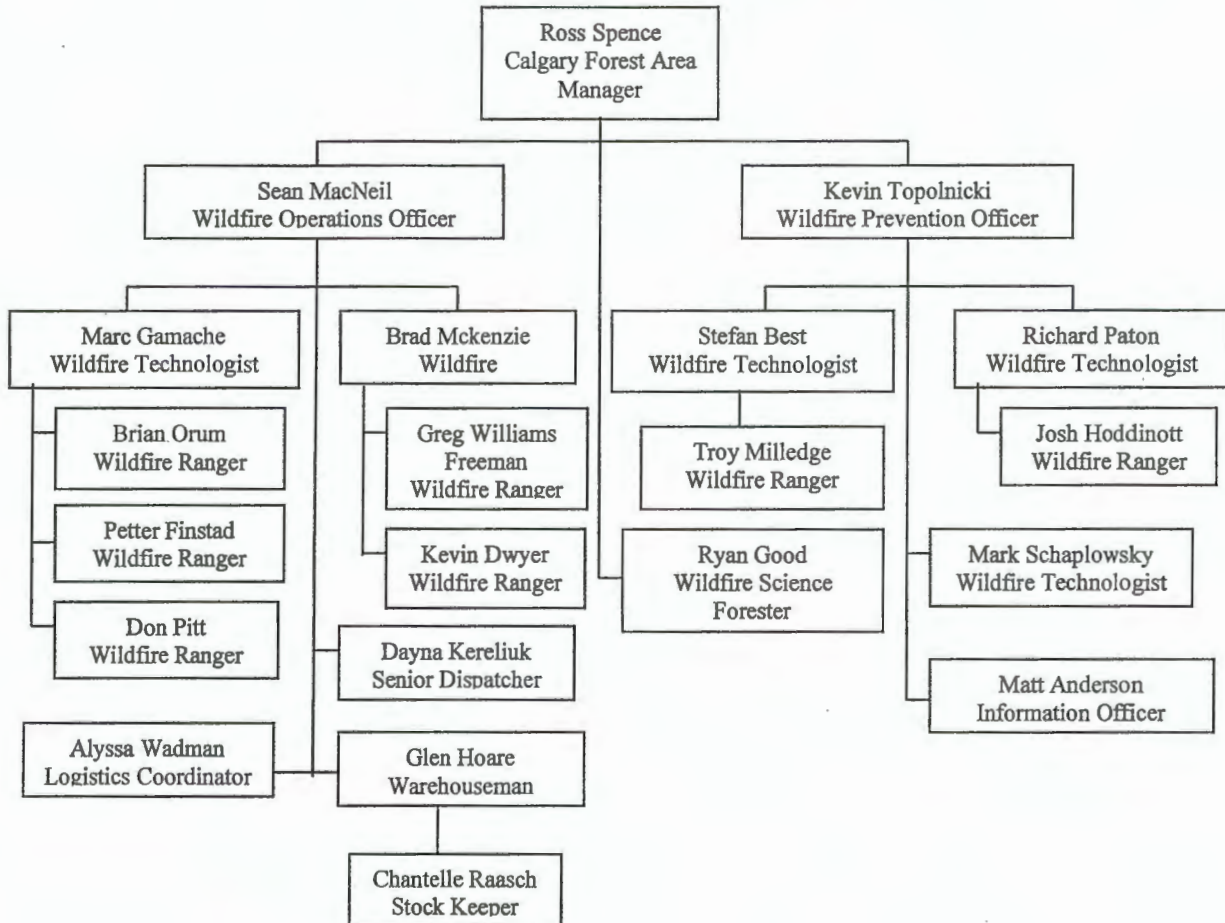 Ross Spence
Calgary Forest Area
Manager
Sean MacNeil
Wildfire Operations Officer
Kevin Topolnicki
Wildfire Prevention Officer
Marc Gamache
Wildfire Technologist
Brad Mckenzie
Wildfire
Stefan Best
Wildfire Technologist
Richard Paton
Wildfire Technologist
Brian Orum
Wildfire Ranger
Greg Williams
Freeman
Wildfire Ranger
Troy Milledge
Wildfire Ranger
Josh Hoddinott
Wildfire Ranger
Petter Finstad
Wildfire Ranger
Kevin Dwyer
Wildfire Ranger
Ryan Good
Wildfire Science
Forester
Mark Schaplowsky
Wildfire Technologist
Don Pitt
Wildfire Ranger
Dayna Kereliuk
Senior Dispatcher
Matt Anderson
Information Officer
Alyssa Wadman
Logistics Coordinator
Glen Hoare
Warehouseman
Chantelle Raasch
Stock Keeper